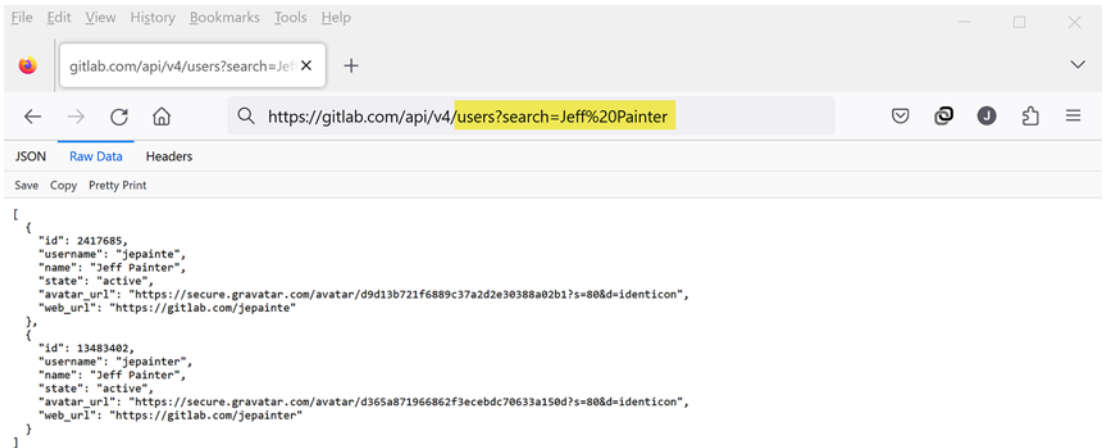 File Edit View History Bookmarks Tools Help
gitlab.com/api/v4/users?search=Jef
https://gitlab.com/api/v4/users?search=Jeff%20Painter
J
JSON Raw Data Headers
Save Copy Pretty Print
[
  {
    "id": 2417685,
    "username": "jepainte",
    "name": "Jeff Painter",
    "state": "active",
    "avatar_url": "https://secure.gravatar.com/avatar/d9d13b721f6889c37a2d2e30388a02b1?s=80&d=identicon",
    "web_url": "https://gitlab.com/jepainte"
  },
  {
    "id": 13483402,
    "username": "jepainter",
    "name": "Jeff Painter",
    "state": "active",
    "avatar_url": "https://secure.gravatar.com/avatar/d365a871966862f3ecebdc70633a150d?s=80&d=identicon",
    "web_url": "https://gitlab.com/jepainter"
  }
]